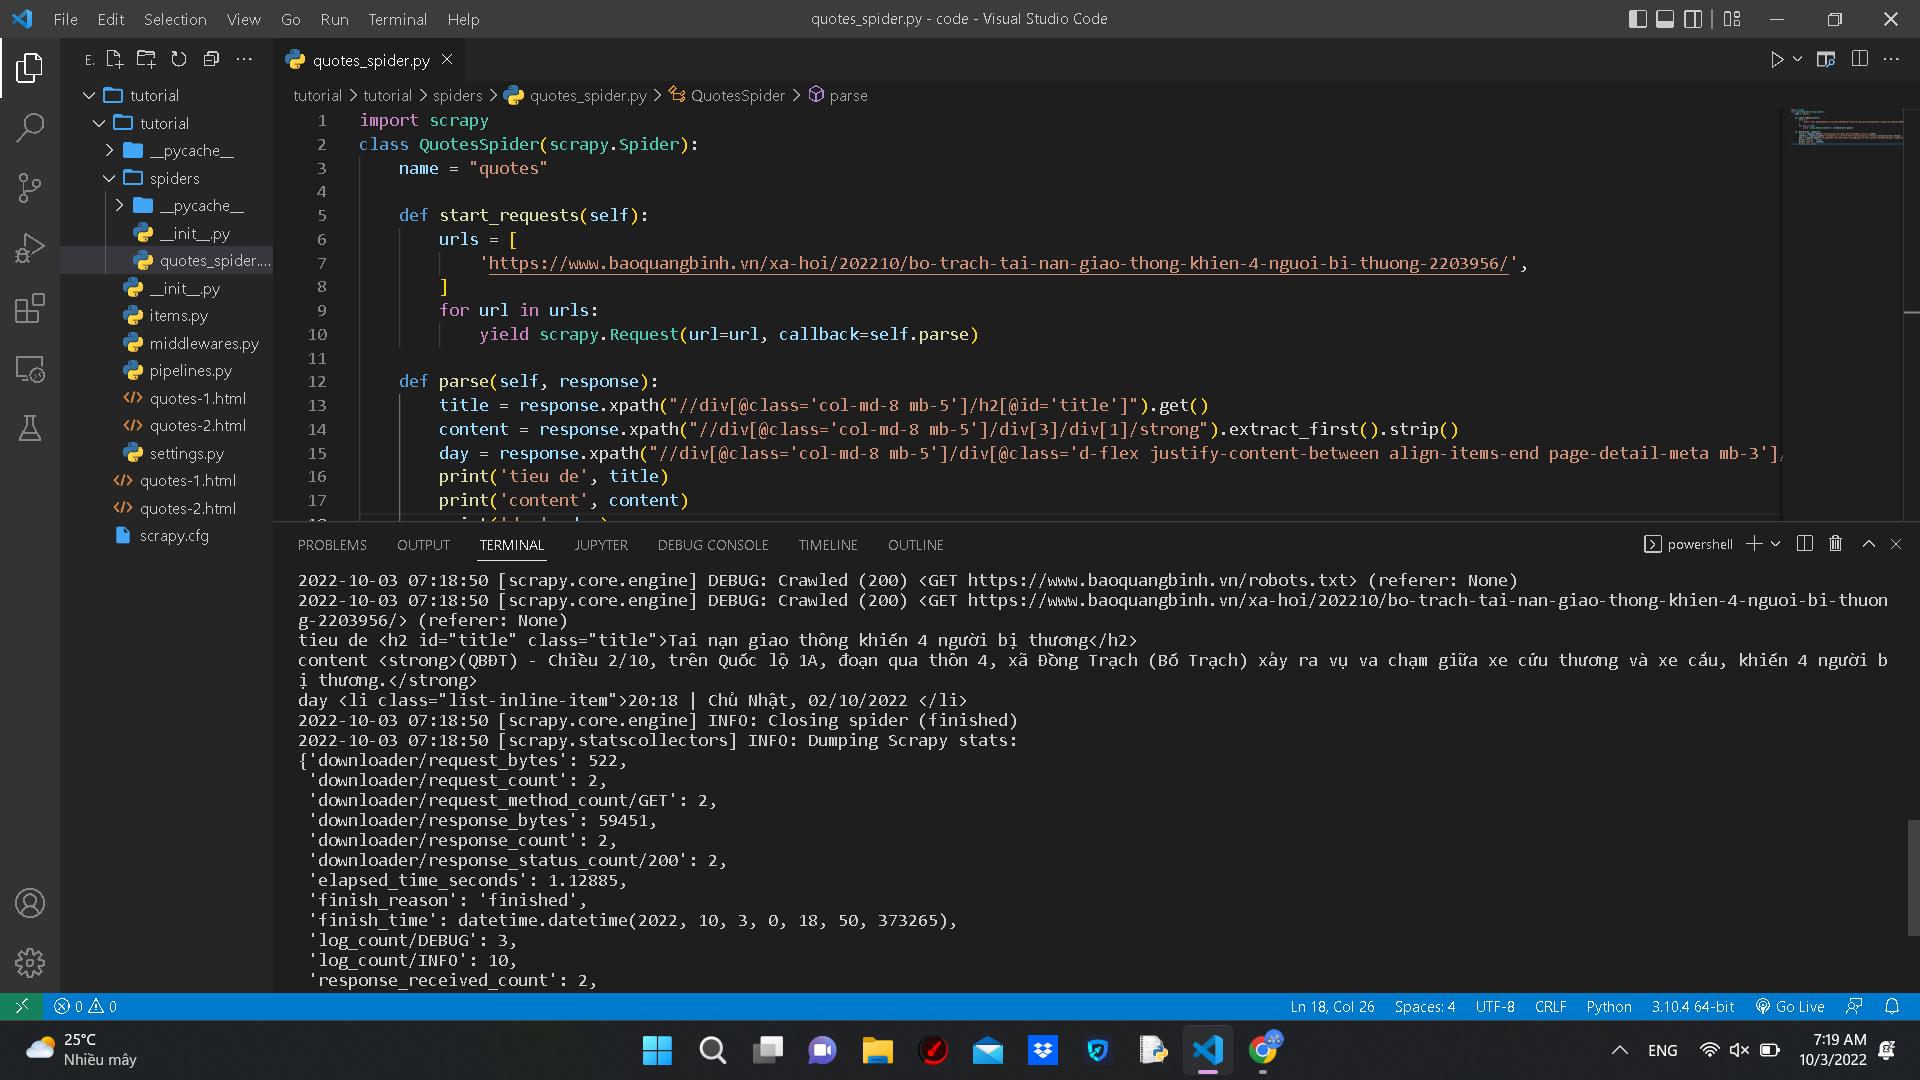 File Edit Selection View Go Run Terminal Help
quotes_spider.py - code - Visual Studio Code
E.
tutorial
tutorial
__pycache__
spiders
__pycache__
__init__.py
quotes_spider....
__init__.py
items.py
middlewares.py
pipelines.py
quotes-1.html
quotes-2.html
settings.py
quotes-1.html
quotes-2.html
scrapy.cfg
quotes_spider.py
tutorial > tutorial > spiders > quotes_spider.py > QuotesSpider > parse
1 import scrapy
2 class QuotesSpider(scrapy.Spider):
3 name = "quotes"
4
5 def start_requests(self):
6 urls = [
7 'https://www.baoquangbinh.vn/xa-hoi/202210/bo-trach-tai-nan-giao-thong-khien-4-nguoi-bi-thuong-2203956/',
8 ]
9 for url in urls:
10 yield scrapy.Request(url=url, callback=self.parse)
11
12 def parse(self, response):
13 title = response.xpath("//div[@class='col-md-8 mb-5']/h2[@id='title']").get()
14 content = response.xpath("//div[@class='col-md-8 mb-5']/div[3]/div[1]/strong").extract_first().strip()
15 day = response.xpath("//div[@class='col-md-8 mb-5']/div[@class='d-flex justify-content-between align-items-end page-detail-meta mb-3']/
16 print('tieu de', title)
17 print('content', content)
PROBLEMS OUTPUT TERMINAL JUPYTER DEBUG CONSOLE TIMELINE OUTLINE
powershell
2022-10-03 07:18:50 [scrapy.core.engine] DEBUG: Crawled (200) <GET https://www.baoquangbinh.vn/robots.txt> (referer: None)
2022-10-03 07:18:50 [scrapy.core.engine] DEBUG: Crawled (200) <GET https://www.baoquangbinh.vn/xa-hoi/202210/bo-trach-tai-nan-giao-thong-khien-4-nguoi-bi-thuon
g-2203956/> (referer: None)
tieu de <h2 id="title" class="title">Tai nạn giao thông khiến 4 người bị thương</h2>
content <strong>(QBĐT) - Chiều 2/10, trên Quốc lộ 1A, đoạn qua thôn 4, xã Đồng Trạch (Bố Trạch) xảy ra vụ va chạm giữa xe cứu thương và xe cẩu, khiến 4 người b
ị thương.</strong>
day <li class="list-inline-item">20:18 | Chủ Nhật, 02/10/2022 </li>
2022-10-03 07:18:50 [scrapy.core.engine] INFO: Closing spider (finished)
2022-10-03 07:18:50 [scrapy.statscollectors] INFO: Dumping Scrapy stats:
{'downloader/request_bytes': 522,
'downloader/request_count': 2,
'downloader/request_method_count/GET': 2,
'downloader/response_bytes': 59451,
'downloader/response_count': 2,
'downloader/response_status_count/200': 2,
'elapsed_time_seconds': 1.12885,
'finish_reason': 'finished',
'finish_time': datetime.datetime(2022, 10, 3, 0, 18, 50, 373265),
'log_count/DEBUG': 3,
'log_count/INFO': 10,
'response_received_count': 2,
0 0
Ln 18, Col 26 Spaces: 4 UTF-8 CRLF Python 3.10.4 64-bit Go Live
25°C
Nhiều mây
ENG
7:19 AM
10/3/2022